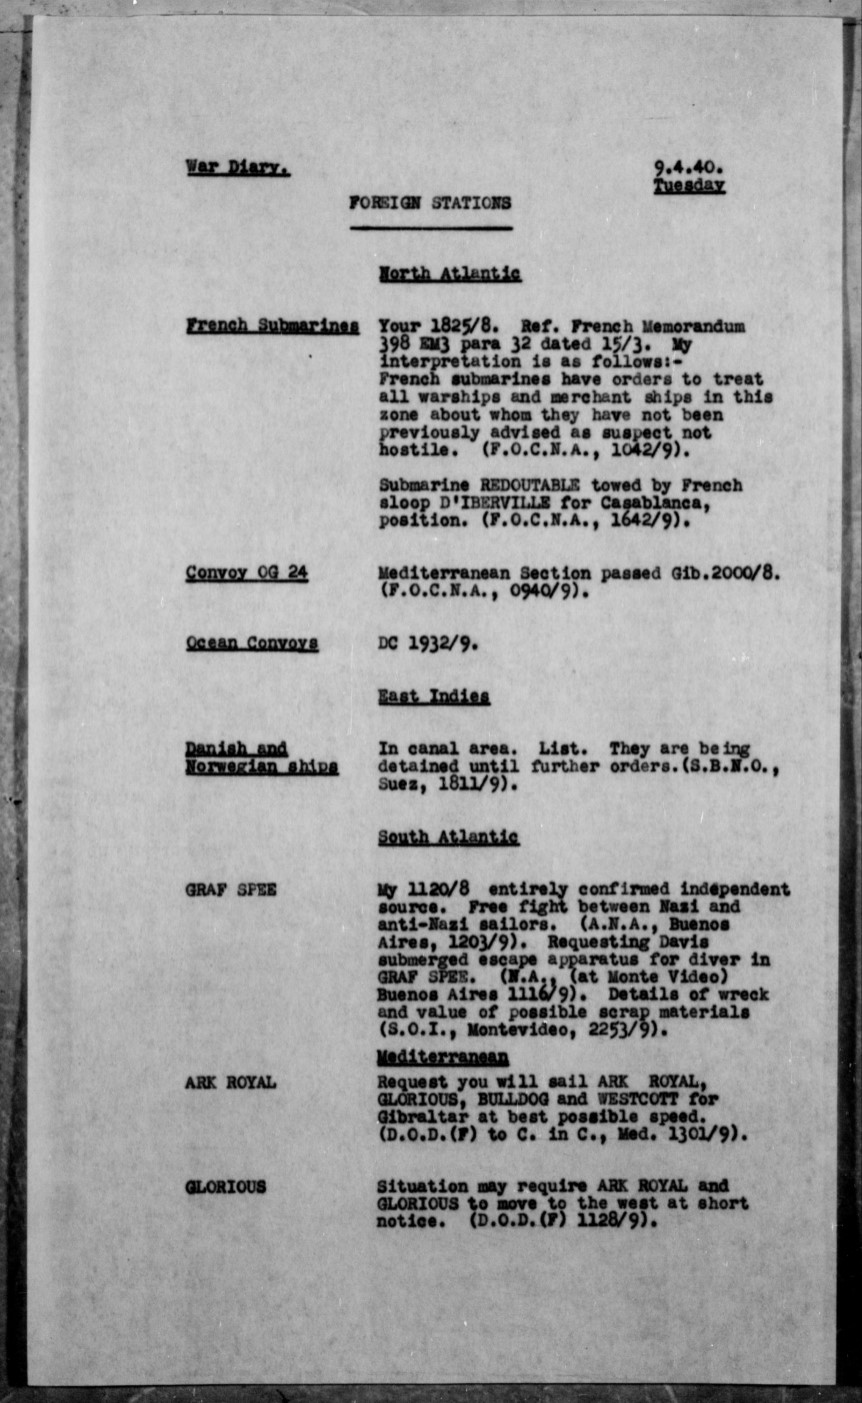 War Diary. 9.4.40.
Tuesday
FOREIGN STATIONS
North Atlantic
French Submarines Your 1825/8. Ref. French Memorandum
398 EM3 para 32 dated 15/3. My
interpretation is as follows:-
French submarines have orders to treat
all warships and merchant ships in this
zone about whom they have not been
previously advised as suspect not
hostile. (F.O.C.N.A., 1042/9).
Submarine REDOUTABLE towed by French
sloop D'IBERVILLE for Casablanca,
position. (F.O.C.N.A., 1642/9).
Convoy OG 24 Mediterranean Section passed Gib.2000/8.
(F.O.C.N.A., 0940/9).
Ocean Convoys DC 1932/9.
East Indies
Danish and In canal area. List. They are being
Norwegian ships detained until further orders.(S.B.N.O.,
Suez, 1811/9).
South Atlantic
GRAF SPEE My 1120/8 entirely confirmed independent
source. Free fight between Nazi and
anti-Nazi sailors. (A.N.A., Buenos
Aires, 1203/9). Requesting Davis
submerged escape apparatus for diver in
GRAF SPEE. (N.A., (at Monte Video)
Buenos Aires 1116/9). Details of wreck
and value of possible scrap materials
(S.O.I., Montevideo, 2253/9).
Mediterranean
ARK ROYAL Request you will sail ARK ROYAL,
GLORIOUS, BULLDOG and WESTCOTT for
Gibraltar at best possible speed.
(D.O.D.(F) to C. in C., Med. 1301/9).
GLORIOUS Situation may require ARK ROYAL and
GLORIOUS to move to the west at short
notice. (D.O.D.(F) 1128/9).